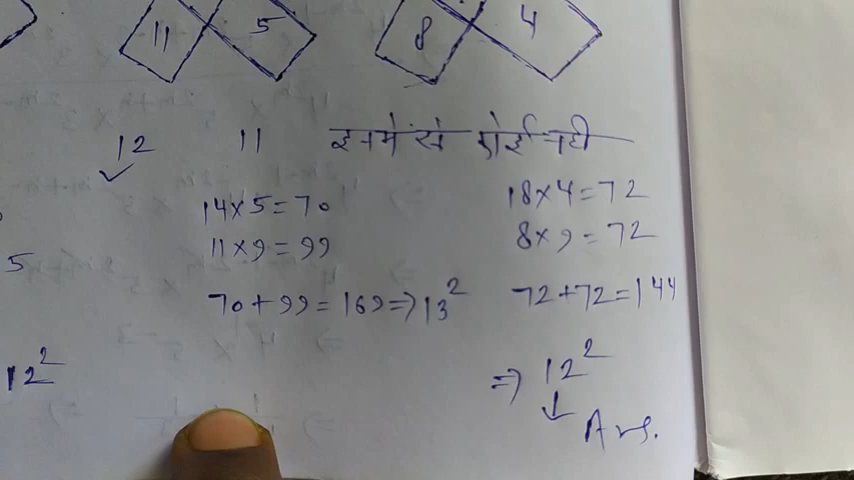 11 5 8 4
12 11 इनमें से कोई नही
14×5=70 18×4=72
11×9=99 8×9=72
5
70+99=169⇒13² 72+72=144
12² ⇒ 12²
↓ Ans.